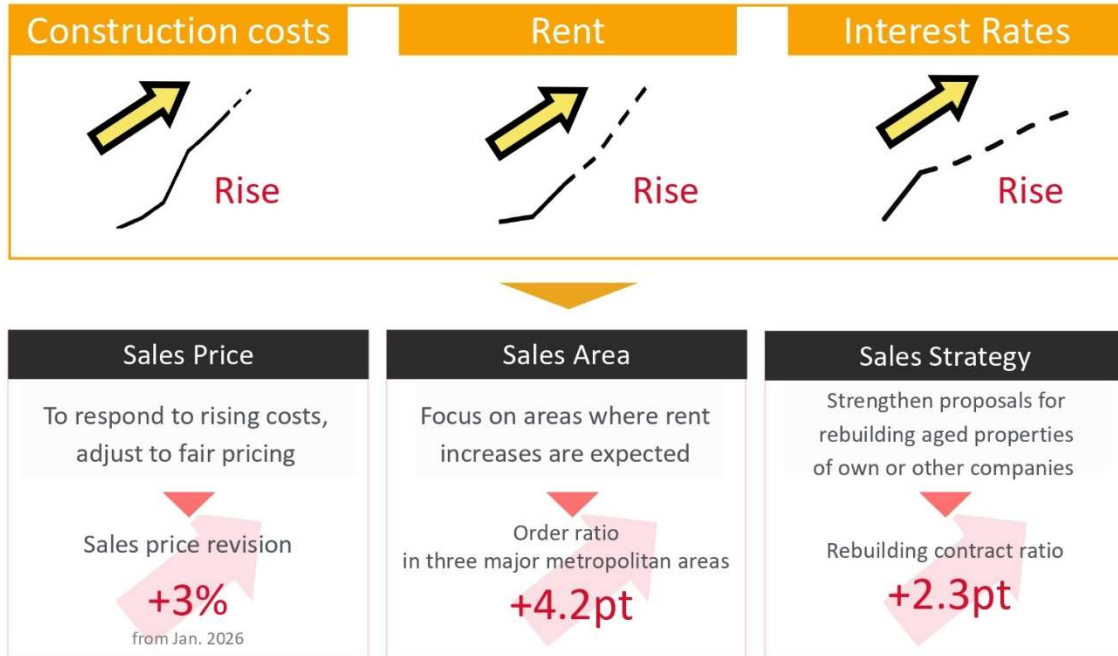 Construction costs
Rent
Interest Rates
Rise
Rise
Rise
Sales Price
To respond to rising costs,
adjust to fair pricing
Sales price revision
+3%
from Jan. 2026
Sales Area
Focus on areas where rent
increases are expected
Order ratio
in three major metropolitan areas
+4.2pt
Sales Strategy
Strengthen proposals for
rebuilding aged properties
of own or other companies
Rebuilding contract ratio
+2.3pt